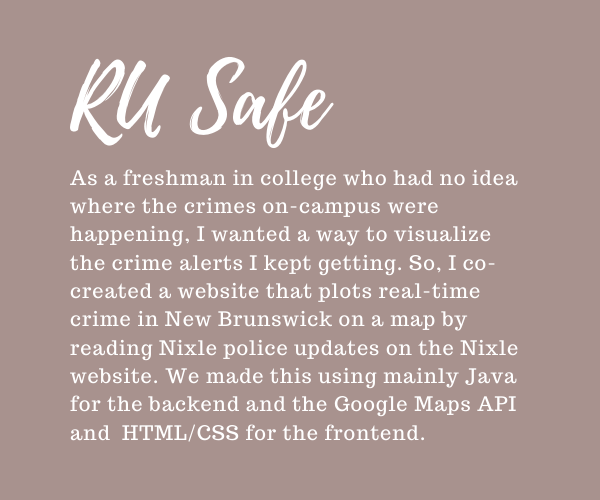 RU Safe
As a freshman in college who had no idea
where the crimes on-campus were
happening, I wanted a way to visualize
the crime alerts I kept getting. So, I co-
created a website that plots real-time
crime in New Brunswick on a map by
reading Nixle police updates on the Nixle
website. We made this using mainly Java
for the backend and the Google Maps API
and  HTML/CSS for the frontend.